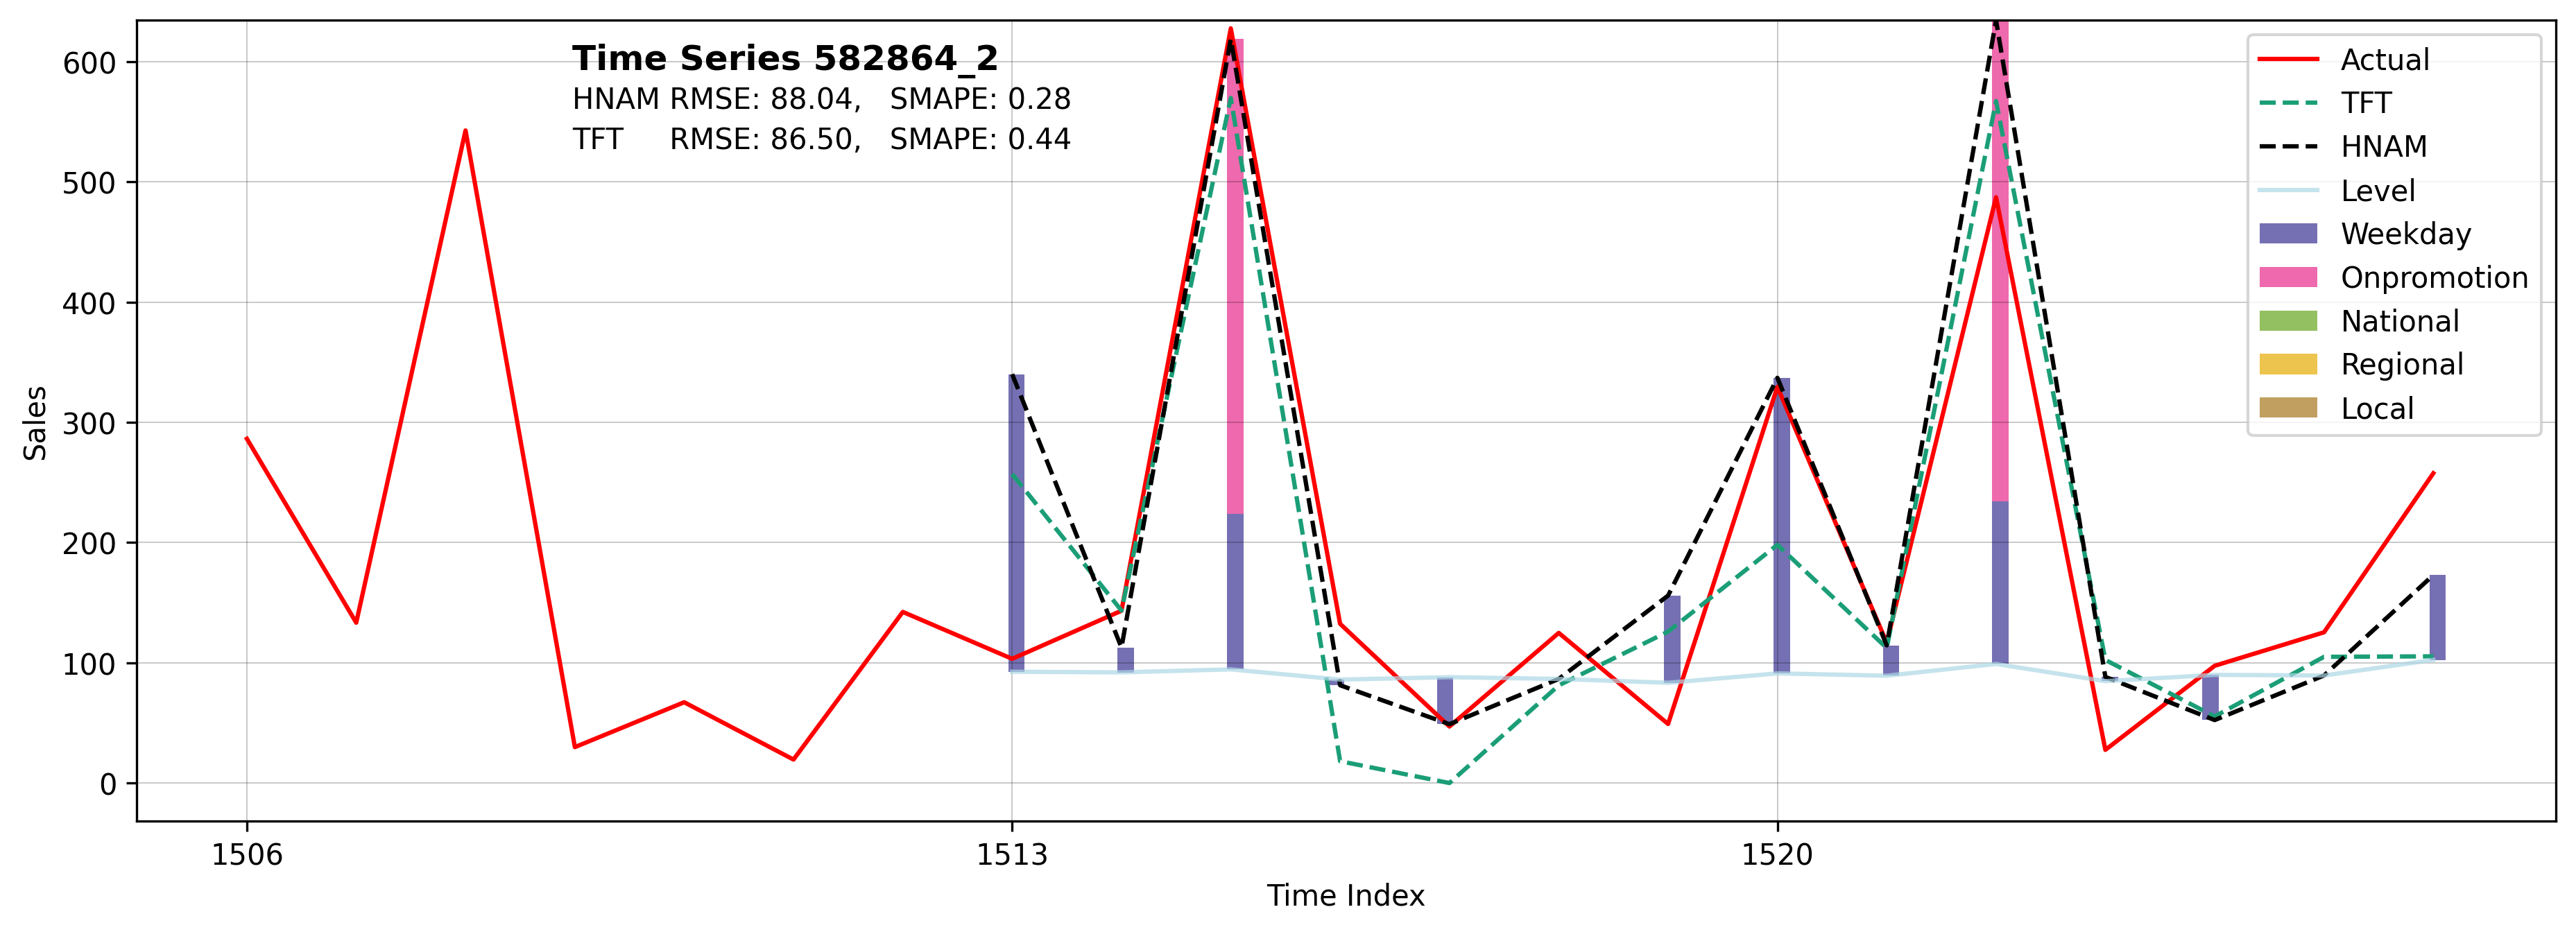 Time Series 582864_2
HNAM RMSE: 88.04, SMAPE: 0.28
TFT RMSE: 86.50, SMAPE: 0.44
Actual
TFT
HNAM
Level
Weekday
Onpromotion
National
Regional
Local
Sales
600
500
400
300
200
100
0
1506
1513
1520
Time Index